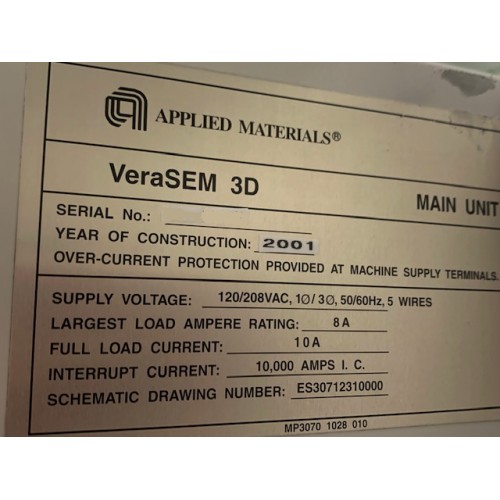 APPLIED MATERIALS®
VeraSEM 3D
MAIN UNIT
SERIAL No.:
YEAR OF CONSTRUCTION: 2001
OVER-CURRENT PROTECTION PROVIDED AT MACHINE SUPPLY TERMINALS.
SUPPLY VOLTAGE: 120/208VAC, 1Ø/3Ø, 50/60Hz, 5 WIRES
LARGEST LOAD AMPERE RATING: 8A
FULL LOAD CURRENT: 10A
INTERRUPT CURRENT: 10,000 AMPS I. C.
SCHEMATIC DRAWING NUMBER: ES30712310000
MP3070 1028 010